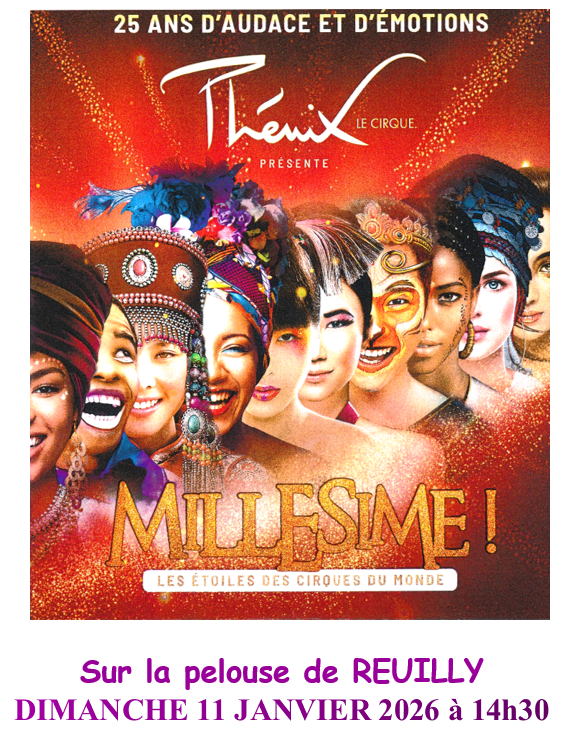 25 ANS D'AUDACE ET D'ÉMOTIONS
Phénix
LE CIRQUE.
PRÉSENTE
MILLESIME !
LES ÉTOILES DES CIRQUES DU MONDE
Sur la pelouse de REUILLY
DIMANCHE 11 JANVIER 2026 à 14h30